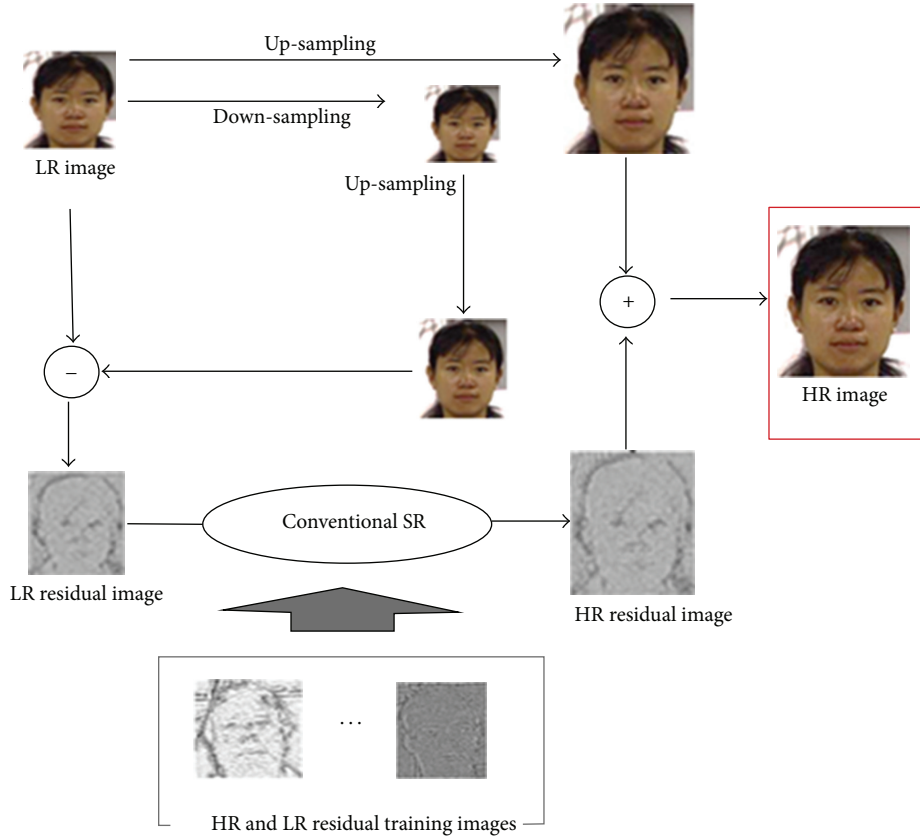 Up-sampling
Down-sampling
LR image
Up-sampling
+
HR image
−
Conventional SR
LR residual image
HR residual image
...
HR and LR residual training images